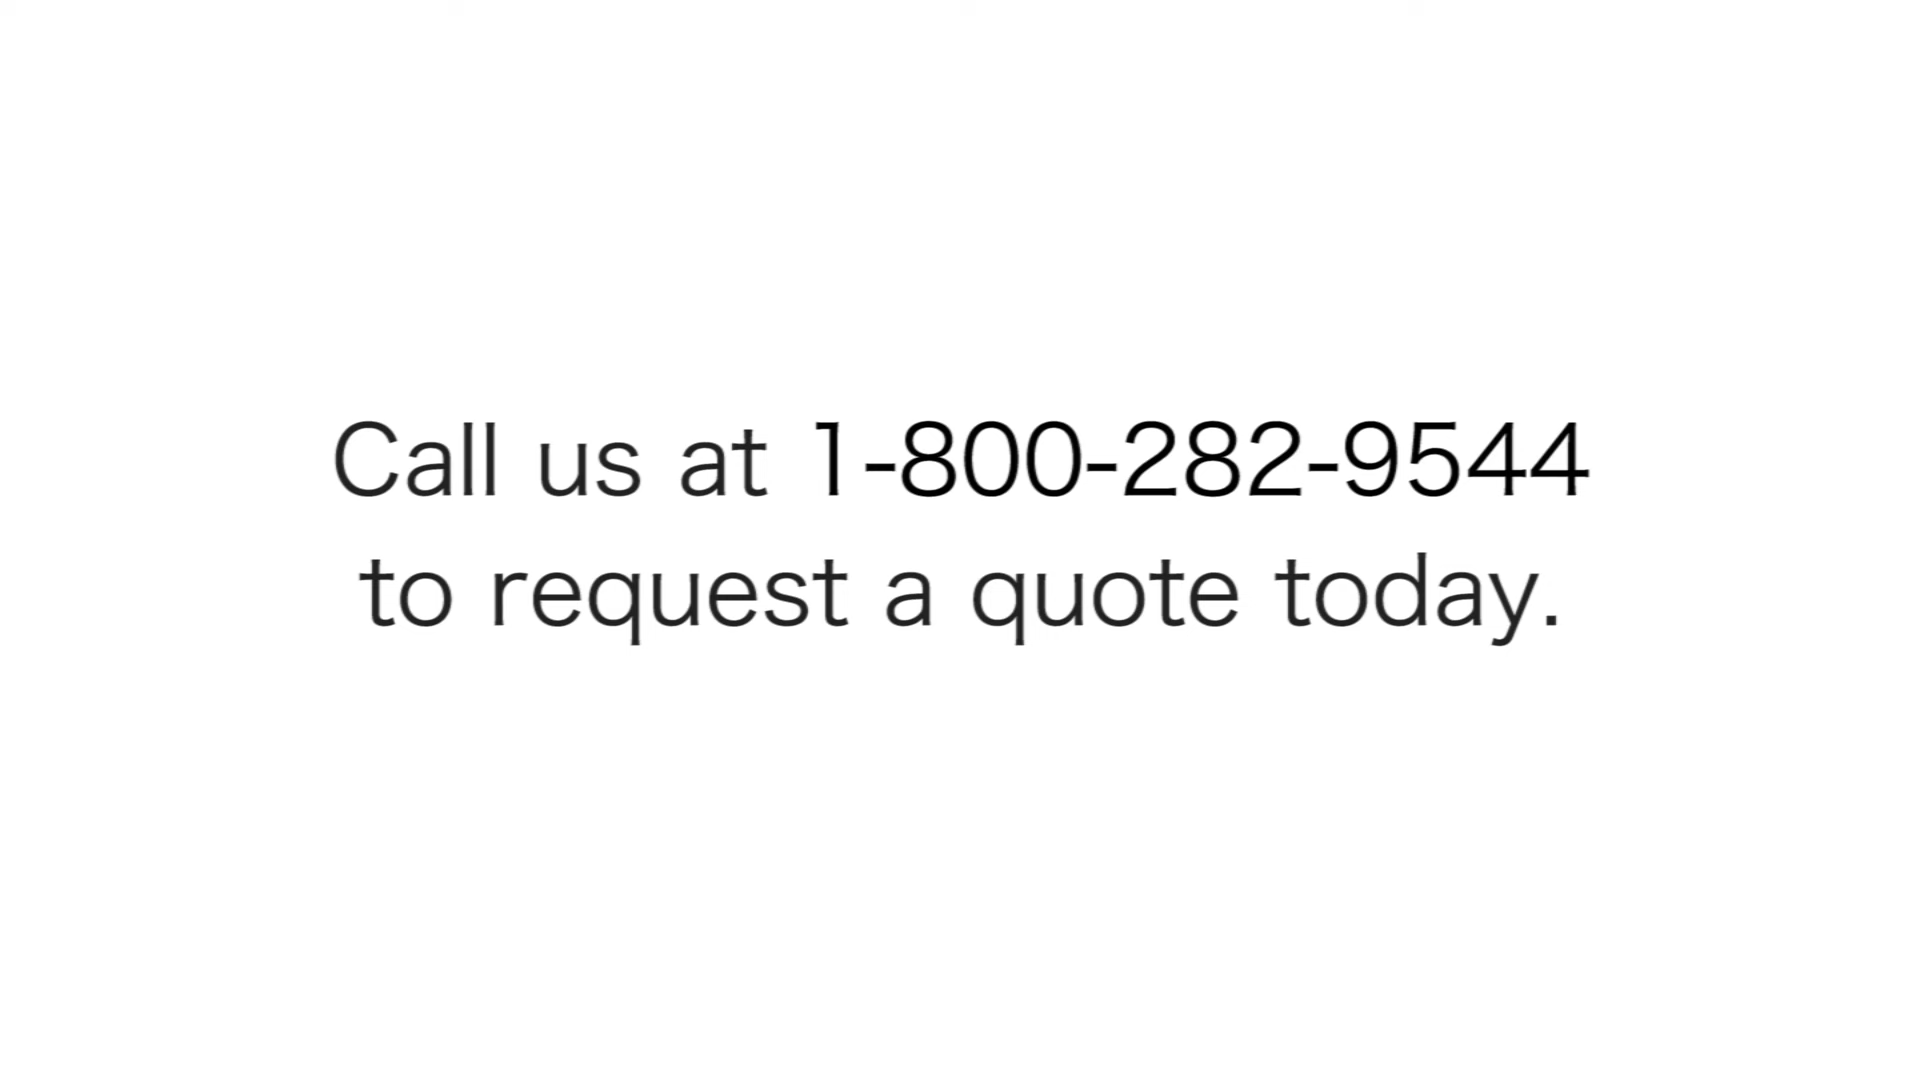 Call us at 1-800-282-9544
to request a quote today.